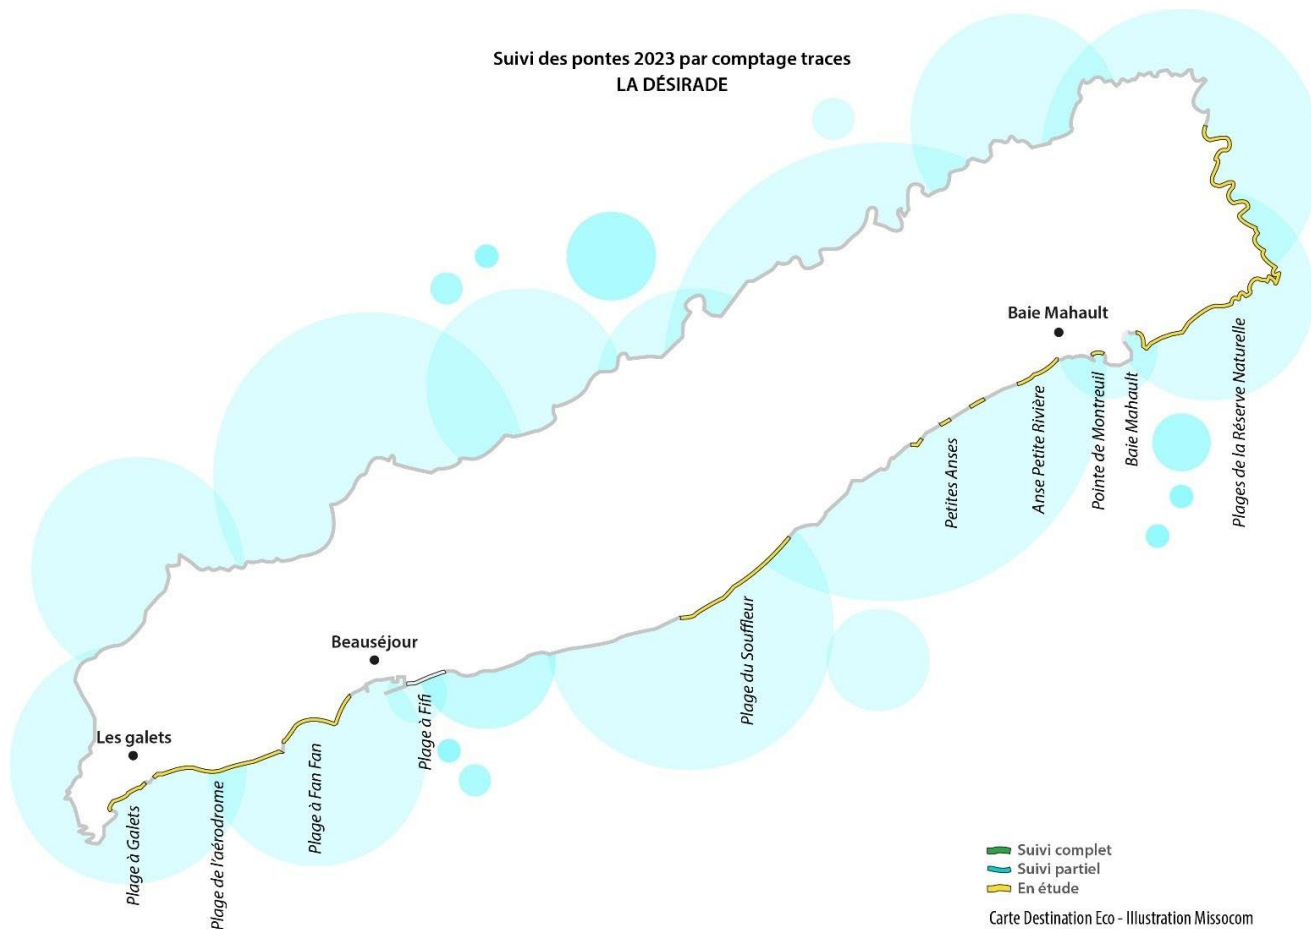 Suivi des pontes 2023 par comptage traces
LA DÉSIRADE
Baie Mahault
Beauséjour
Les galets
Plage à Galets
Plage de l'aérodrome
Plage à Fan Fan
Plage à Fifi
Plage du Souffleur
Petites Anses
Anse Petite Rivière
Pointe de Montreuil
Baie Mahault
Plages de la Réserve Naturelle
Suivi complet
Suivi partiel
En étude
Carte Destination Eco - Illustration Missocom